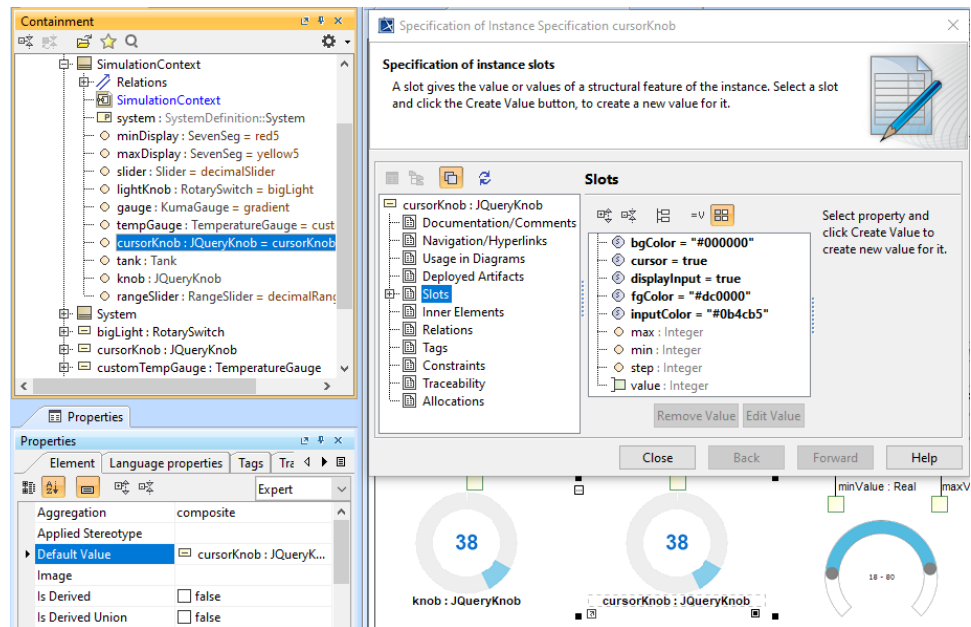 Containment
SimulationContext
Relations
SimulationContext
system : SystemDefinition::System
minDisplay : SevenSeg = red5
maxDisplay : SevenSeg = yellow5
slider : Slider = decimalSlider
lightKnob : RotarySwitch = bigLight
gauge : KumaGauge = gradient
tempGauge : TemperatureGauge = cust
cursorKnob : JQueryKnob = cursorKnob
tank : Tank
knob : JQueryKnob
rangeSlider : RangeSlider = decimalRang
System
bigLight : RotarySwitch
cursorKnob : JQueryKnob
customTempGauge : TemperatureGauge
Properties
Properties
Element
Language properties
Tags
Tra
Expert
Aggregation composite
Applied Stereotype
Default Value cursorKnob : JQueryK...
Image
Is Derived false
Is Derived Union false
Specification of Instance Specification cursorKnob
Specification of instance slots
A slot gives the value or values of a structural feature of the instance. Select a slot
and click the Create Value button, to create a new value for it.
cursorKnob : JQueryKnob
Documentation/Comments
Navigation/Hyperlinks
Usage in Diagrams
Deployed Artifacts
Slots
Inner Elements
Relations
Tags
Constraints
Traceability
Allocations
Slots
=V
bgColor = "#000000"
cursor = true
displayInput = true
fgColor = "#dc0000"
inputColor = "#0b4cb5"
max : Integer
min : Integer
step : Integer
value : Integer
Select property and
click Create Value to
create new value for it.
Remove Value
Edit Value
Close
Back
Forward
Help
38
knob : JQueryKnob
38
cursorKnob : JQueryKnob
minValue : Real
maxV
18 - 80